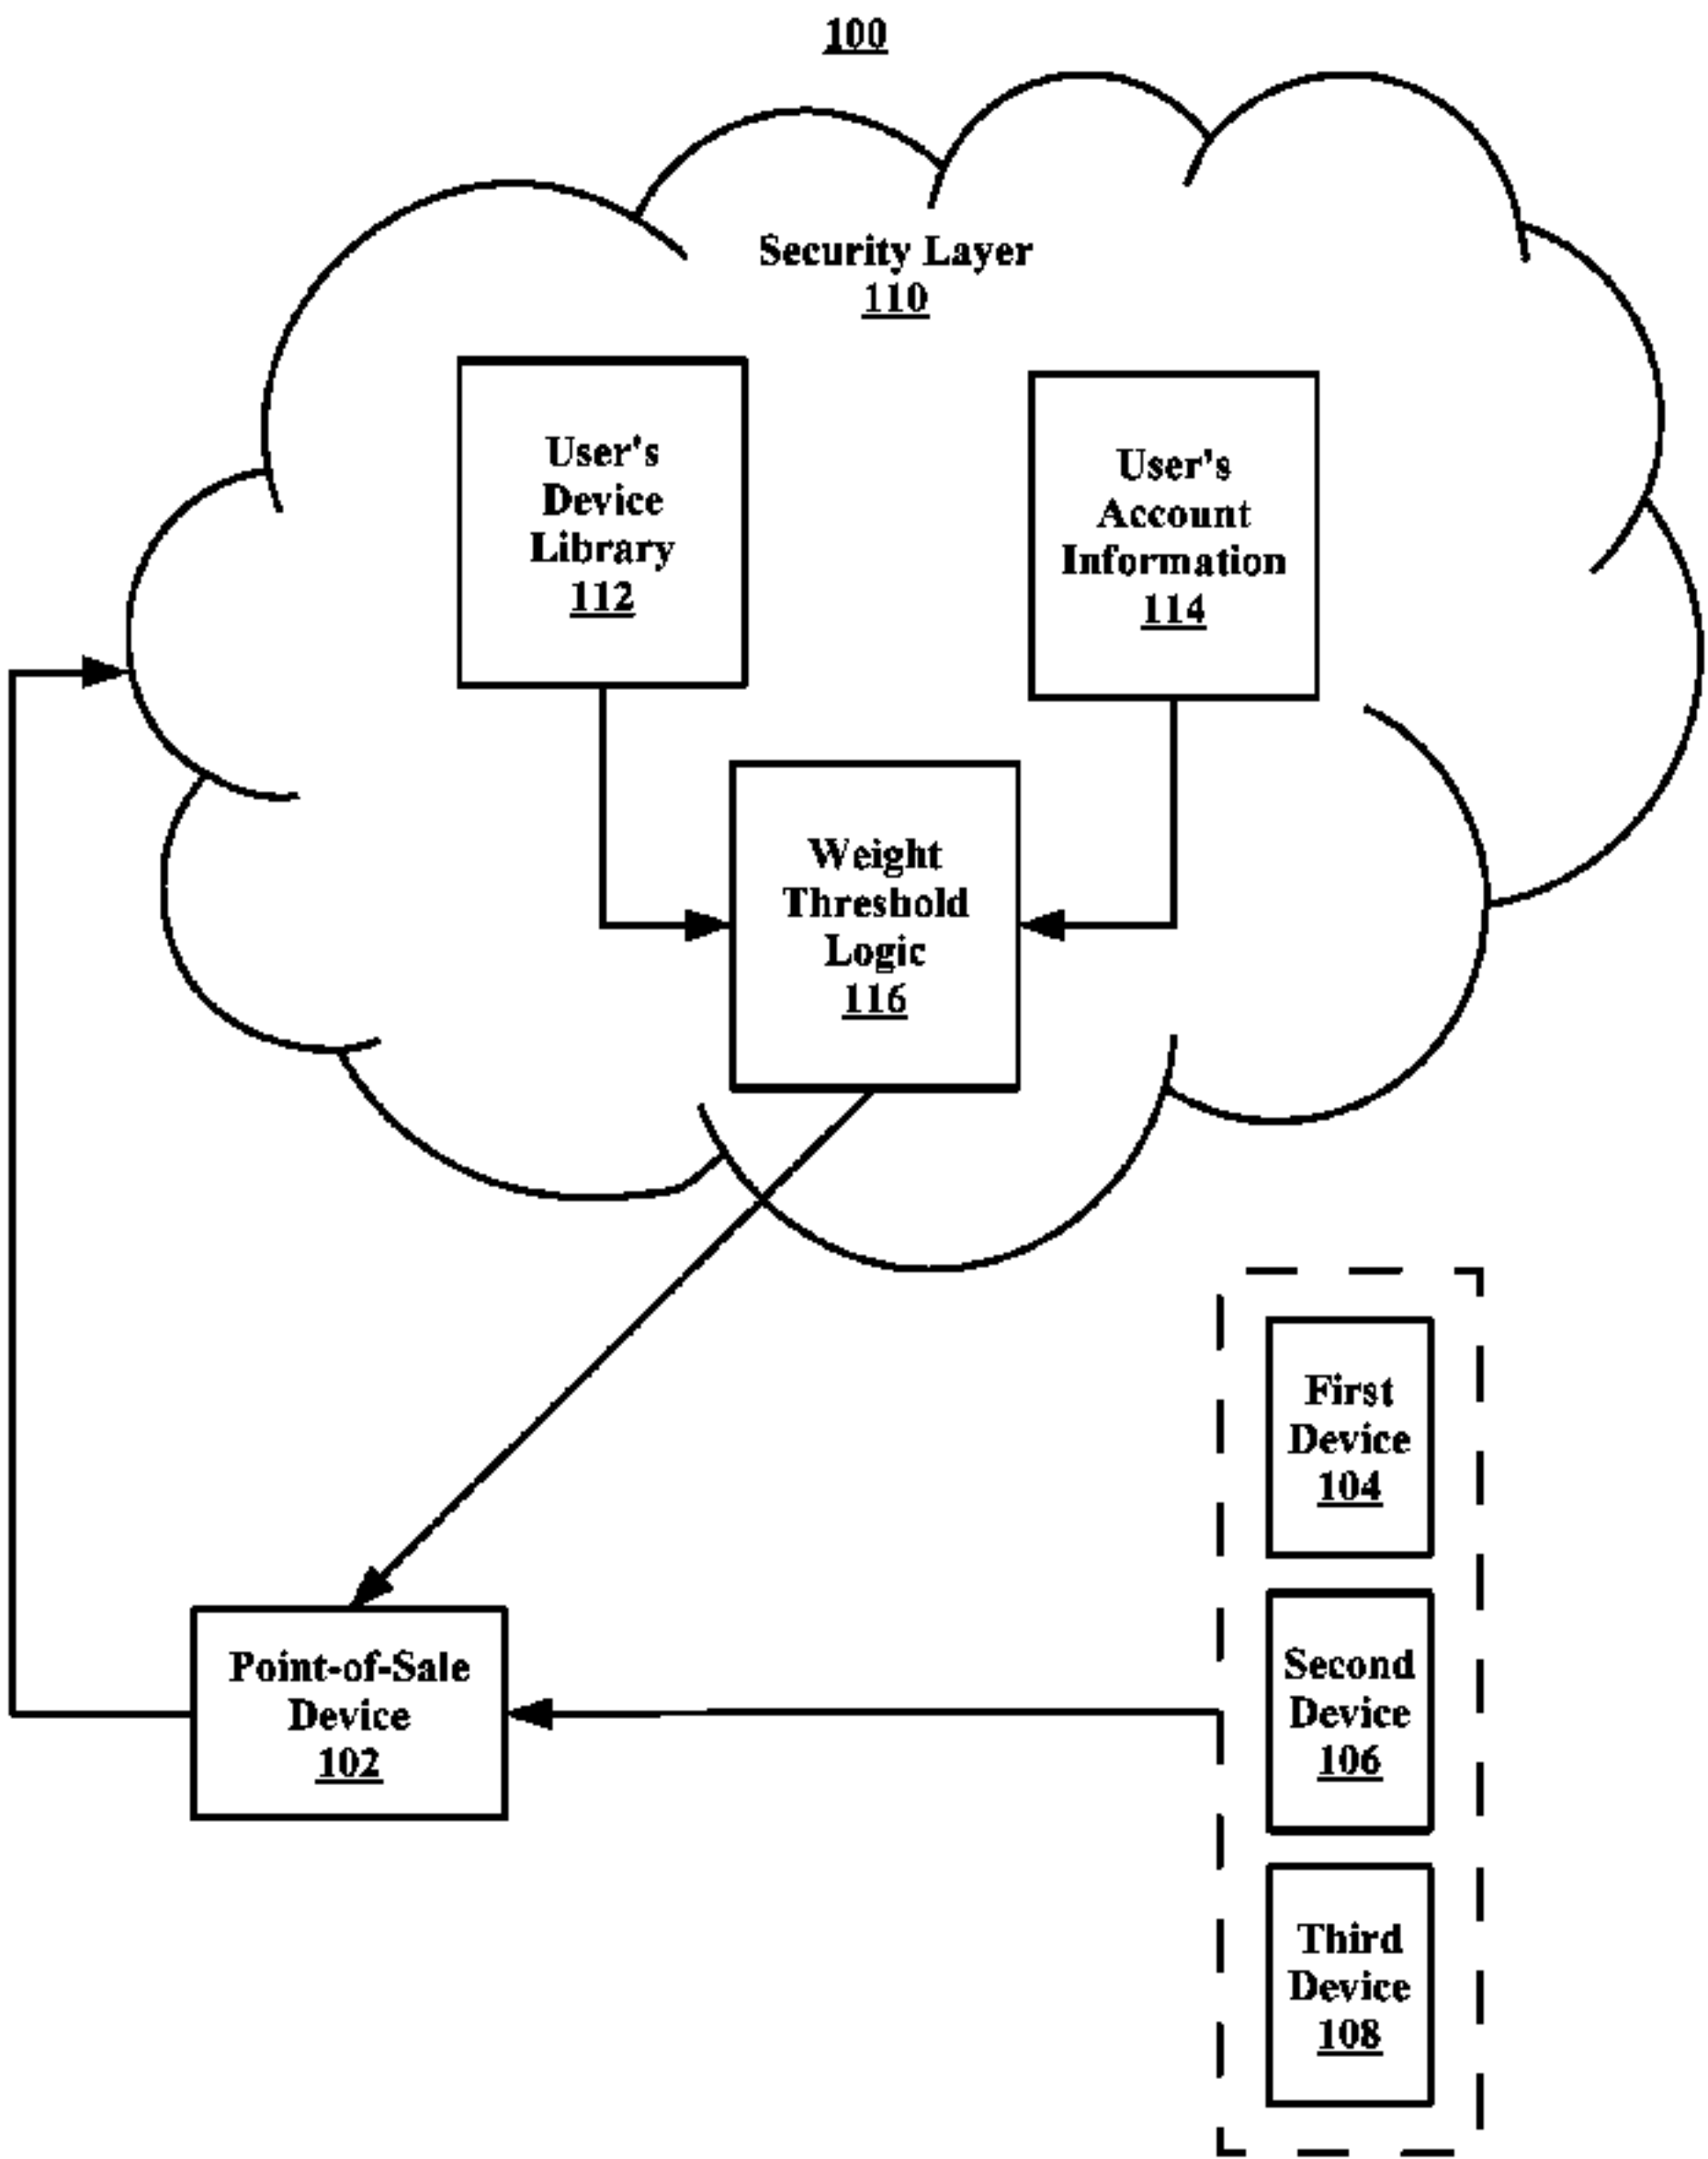 100
Security Layer
110
User's
Device
Library
112
User's
Account
Information
114
Weight
Threshold
Logic
116
First
Device
104
Second
Device
106
Third
Device
108
Point-of-Sale
Device
102